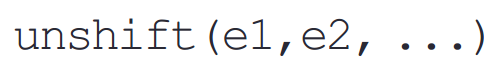 unshift(e1,e2, ...)